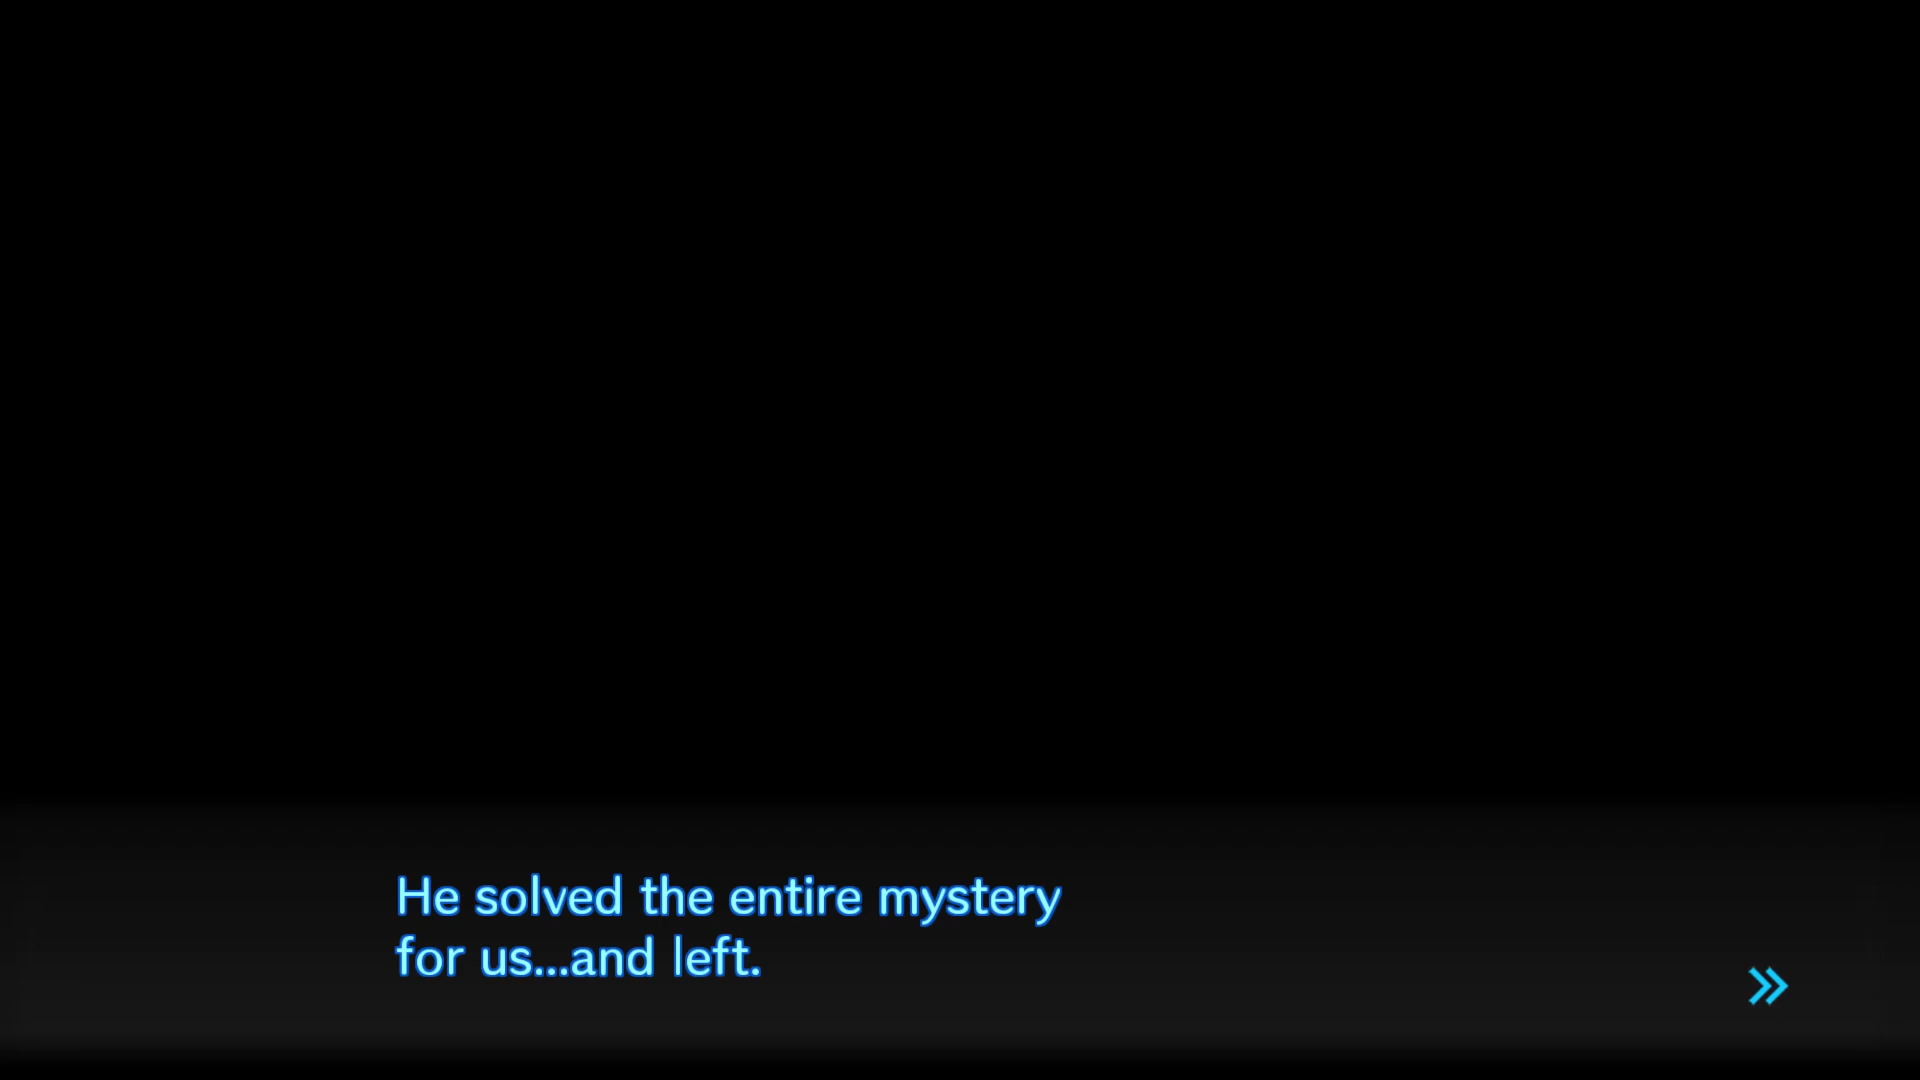 He solved the entire mystery
for us...and left.